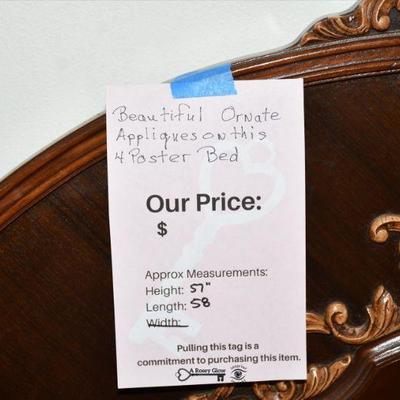 Beautiful Ornate
Appliques on this
4 Poster Bed
Our Price:
$
Approx Measurements:
Height: 57"
Length: 58
Width:
Pulling this tag is a
commitment to purchasing this item.
A Rosey Glow